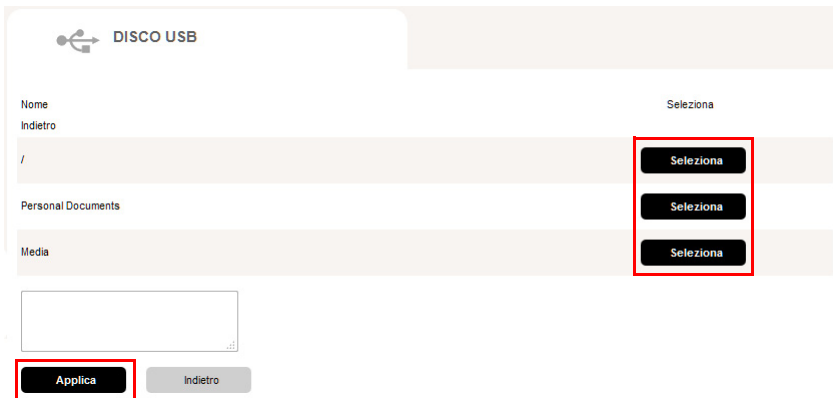 DISCO USB
Nome Seleziona
Indietro
/ Seleziona
Personal Documents Seleziona
Media Seleziona
Applica Indietro